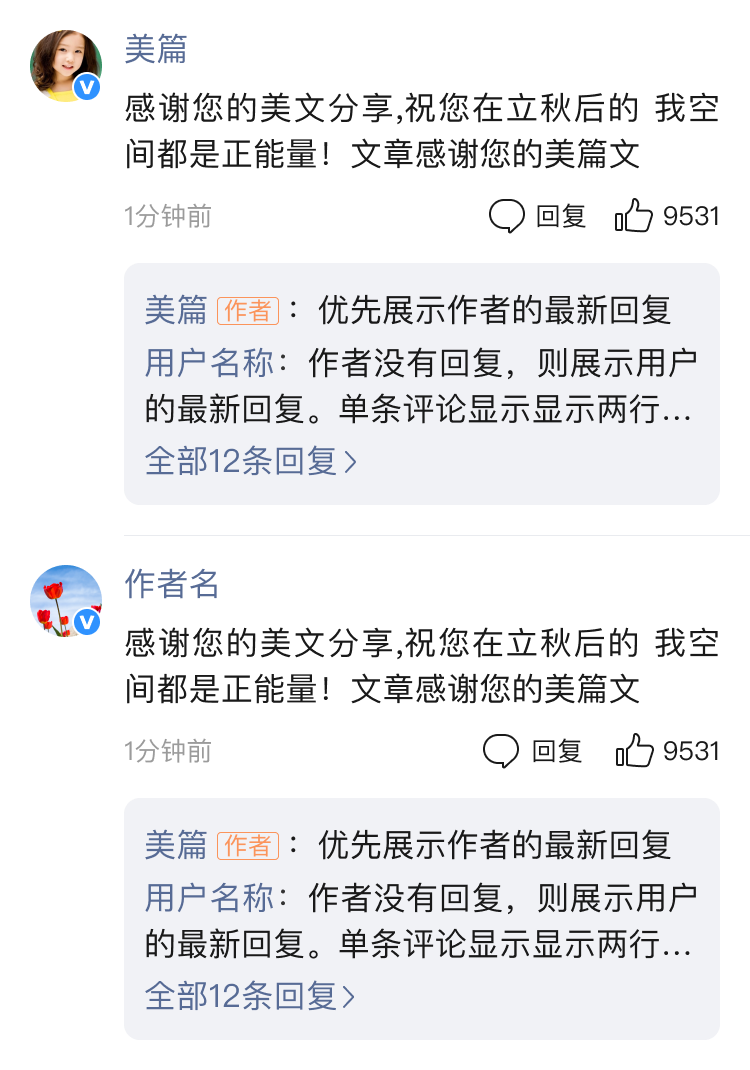 美篇
感谢您的美文分享,祝您在立秋后的 我空
间都是正能量！文章感谢您的美篇文
1分钟前 回复 9531
美篇 作者 ：优先展示作者的最新回复
用户名称：作者没有回复，则展示用户
的最新回复。单条评论显示显示两行...
全部12条回复>
作者名
感谢您的美文分享,祝您在立秋后的 我空
间都是正能量！文章感谢您的美篇文
1分钟前 回复 9531
美篇 作者 ：优先展示作者的最新回复
用户名称：作者没有回复，则展示用户
的最新回复。单条评论显示显示两行...
全部12条回复>